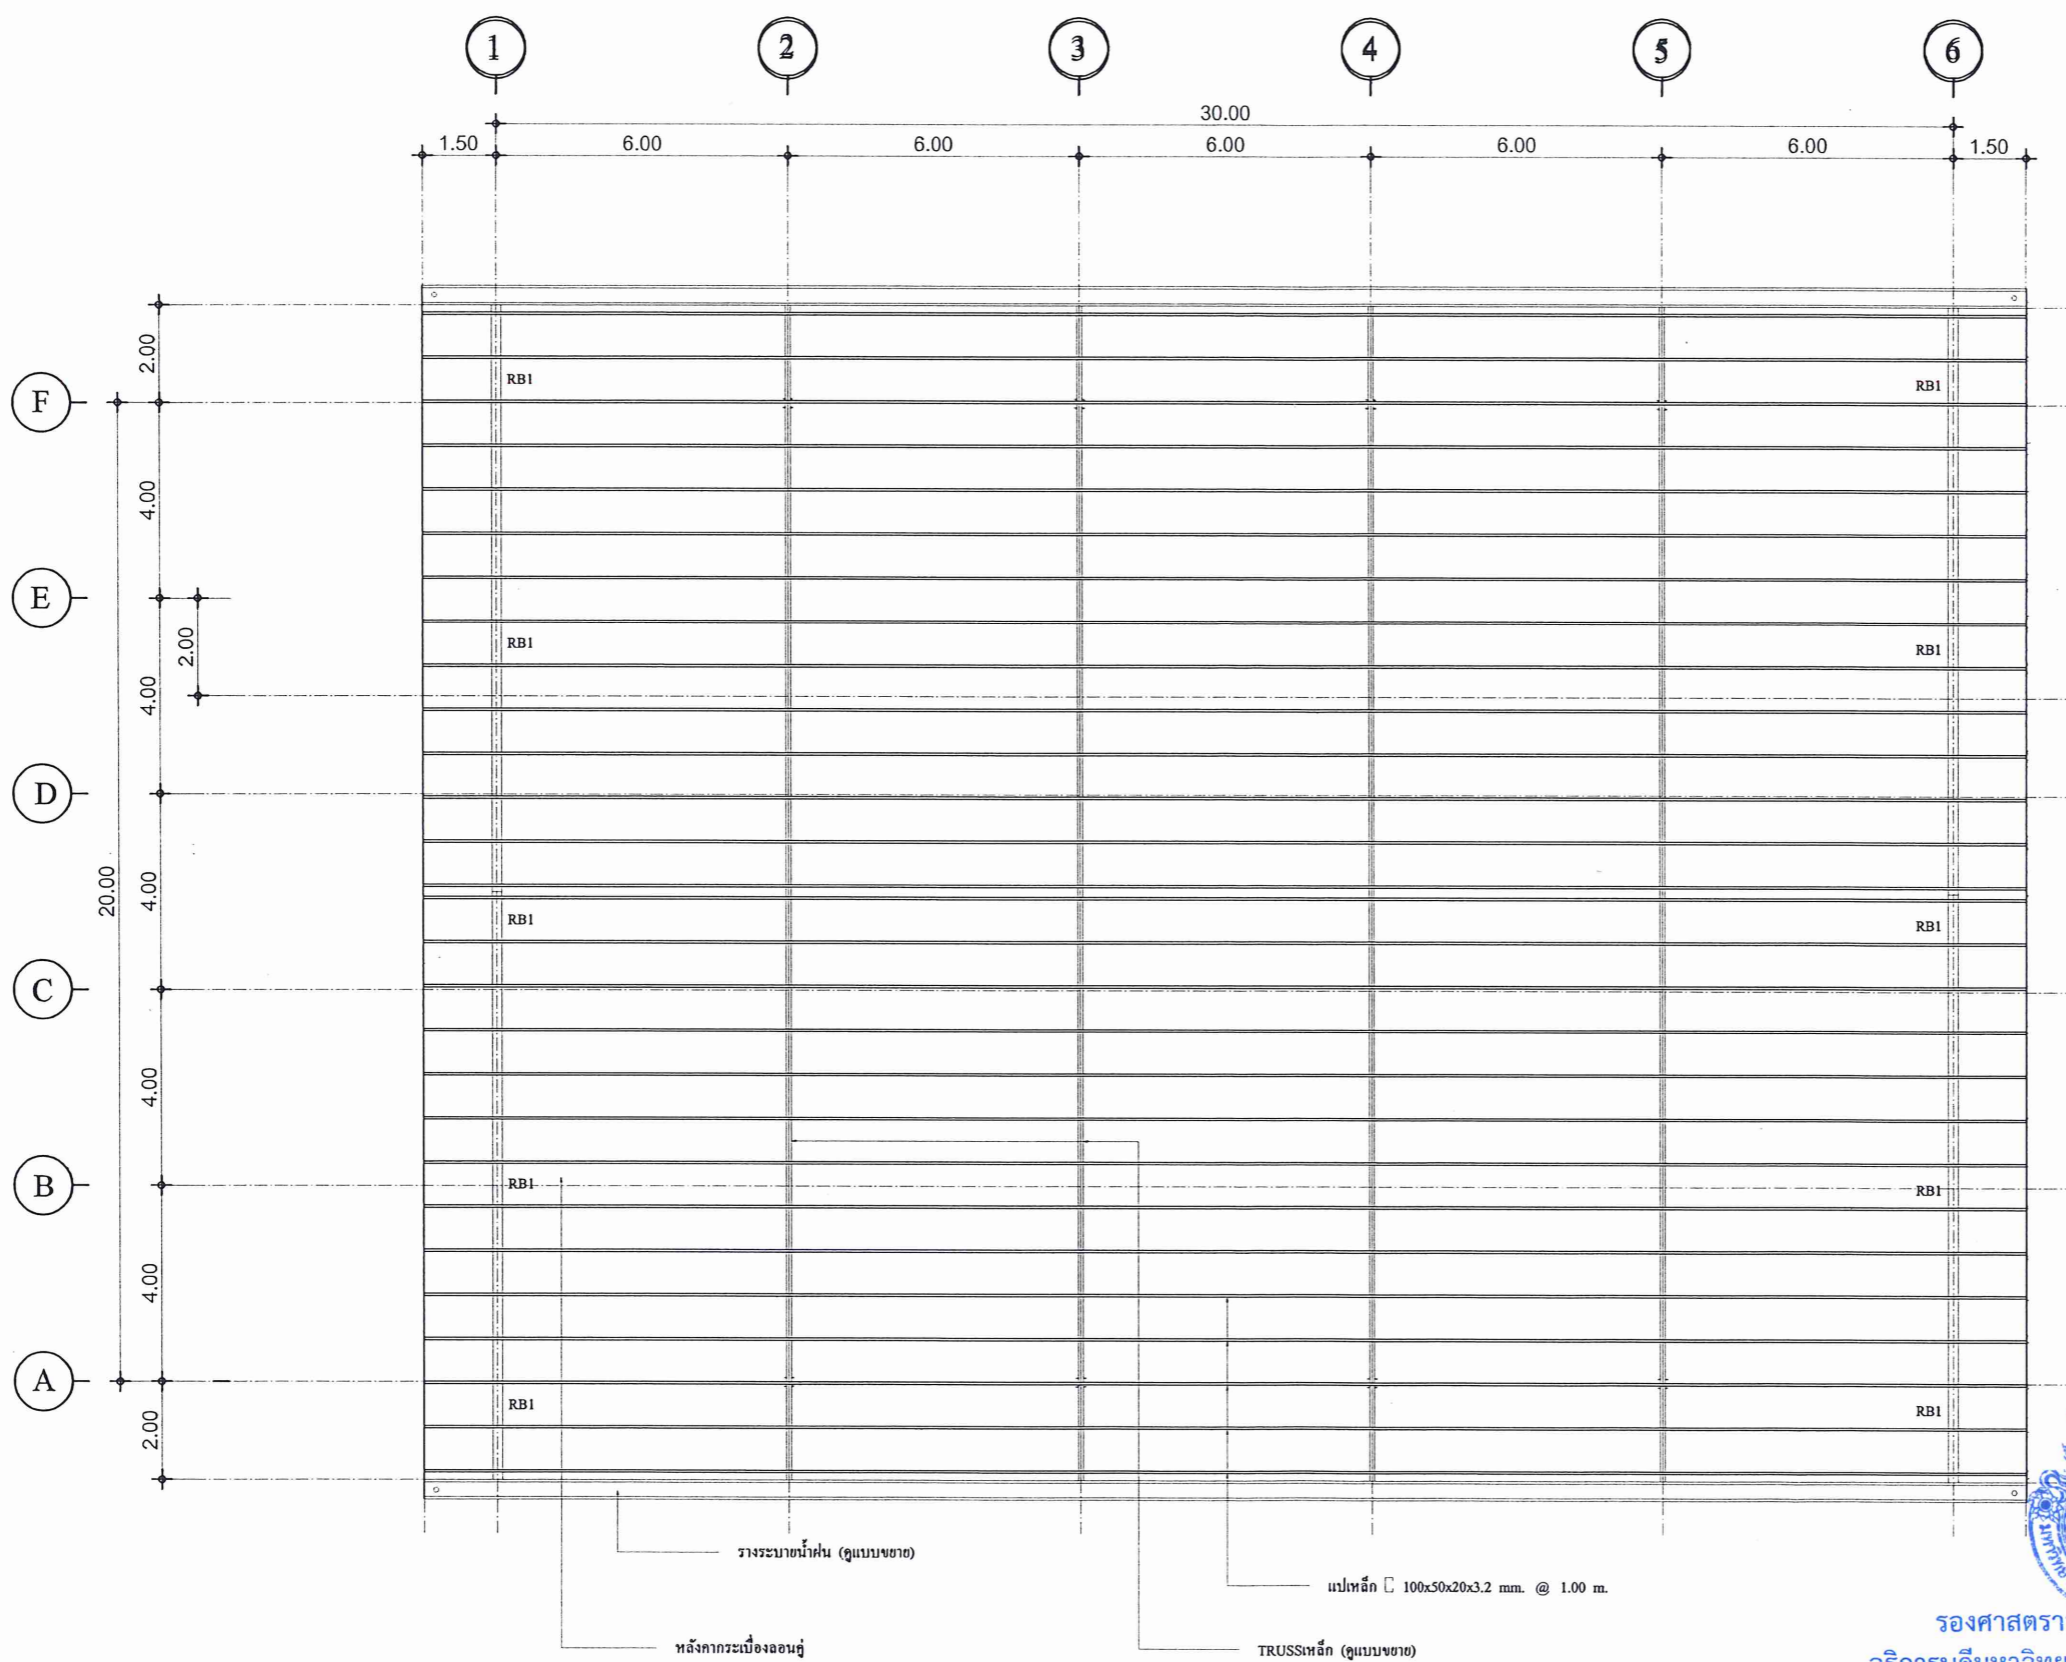 1 2 3 4 5 6
30.00
1.50 6.00 6.00 6.00 6.00 6.00 1.50
2.00
RB1 RB1
F
4.00
E
RB1 RB1
2.00
4.00
D
20.00
4.00
RB1 RB1
C
4.00
B
RB1 RB1
4.00
A
RB1 RB1
2.00
รางระบายน้ำฝน (ดูแบบขยาย)
แปเหล็ก 100x50x20x3.2 mm. @ 1.00 m.
หลังคากระเบื้องลอนคู่
TRUSSเหล็ก (ดูแบบขยาย)
รองศาสตรา